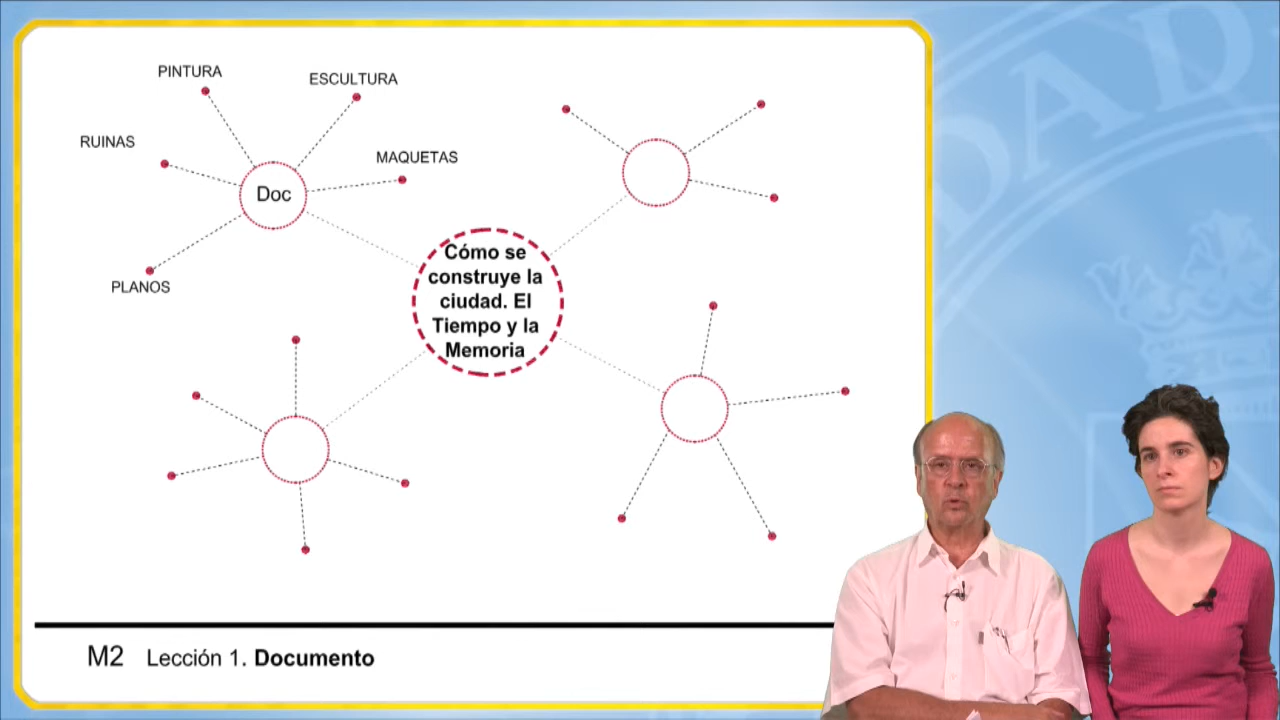 PINTURA
ESCULTURA
RUINAS
MAQUETAS
Doc
PLANOS
Cómo se
construye la
ciudad. El
Tiempo y la
Memoria
M2 Lección 1. Documento
DAD